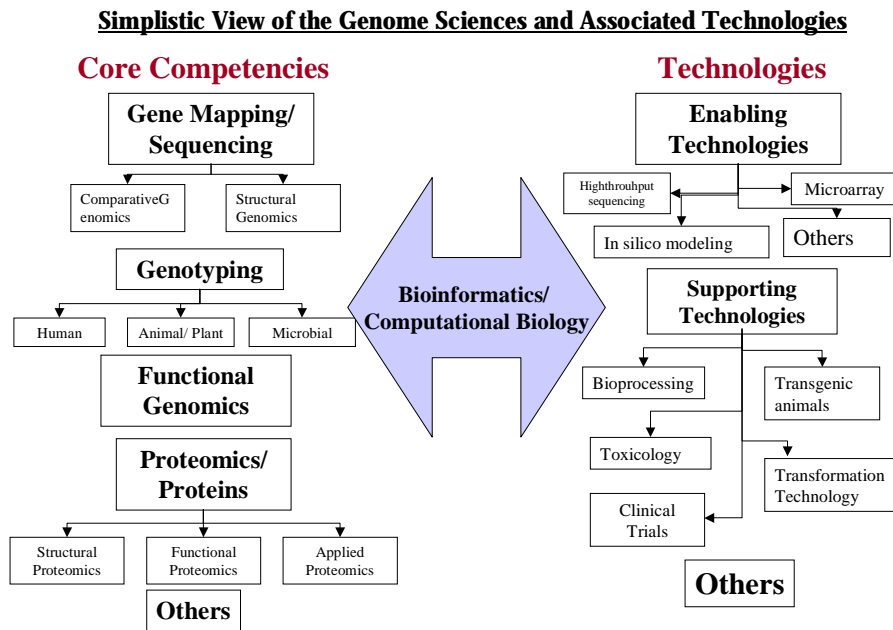 Simplistic View of the Genome Sciences and Associated Technologies
Core Competencies
Gene Mapping/
Sequencing
ComparativeG
enomics
Structural
Genomics
Genotyping
Human
Animal/ Plant
Microbial
Functional
Genomics
Proteomics/
Proteins
Structural
Proteomics
Functional
Proteomics
Applied
Proteomics
Others
Bioinformatics/
Computational Biology
Technologies
Enabling
Technologies
Highthrouhput
sequencing
Microarray
In silico modeling
Others
Supporting
Technologies
Bioprocessing
Transgenic
animals
Toxicology
Transformation
Technology
Clinical
Trials
Others